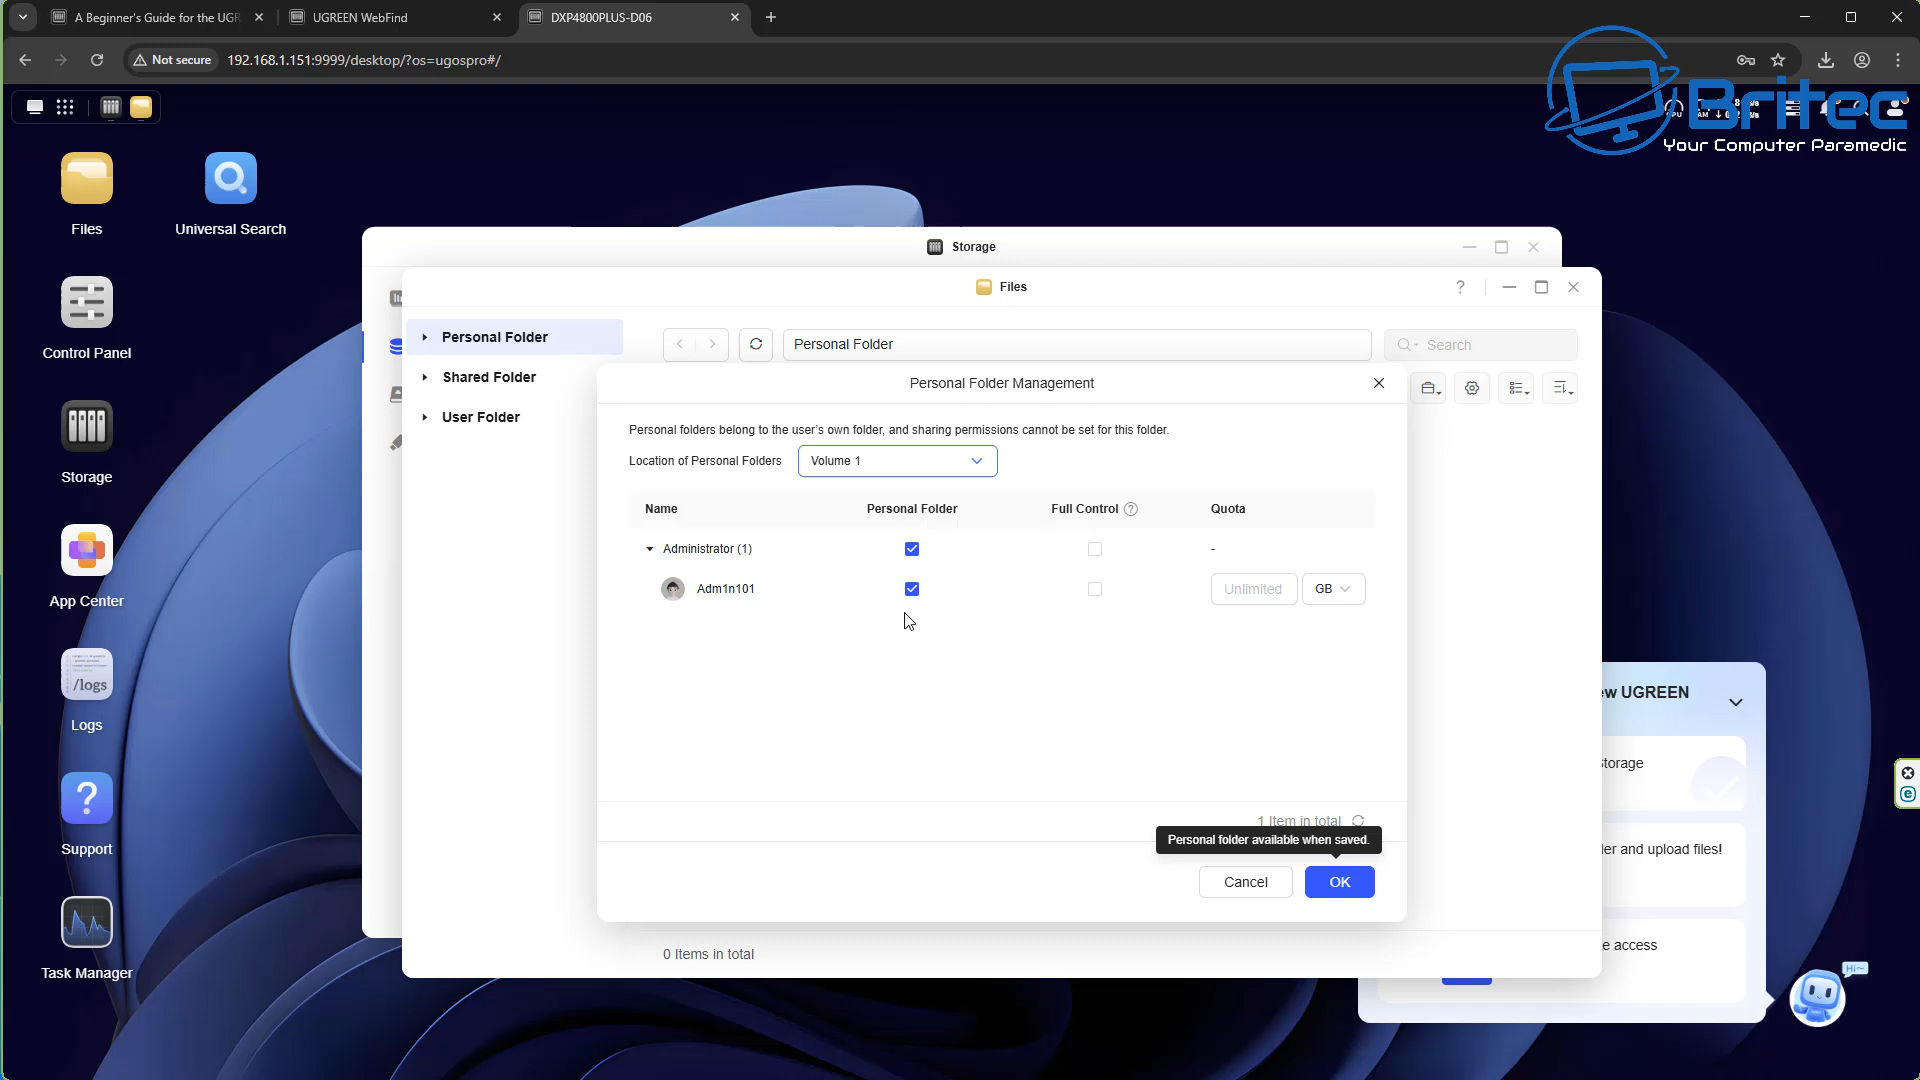 A Beginner's Guide for the UGR
UGREEN WebFind
DXP4800PLUS-D06
Not secure
192.168.1.151:9999/desktop/?os=ugospro#/
Britec
Your Computer Paramedic
Files
Universal Search
Control Panel
Storage
App Center
/logs
Logs
Support
Task Manager
Storage
Files
Personal Folder
Shared Folder
User Folder
Personal Folder
Search
Personal Folder Management
Personal folders belong to the user's own folder, and sharing permissions cannot be set for this folder.
Location of Personal Folders
Volume 1
Name
Personal Folder
Full Control
Quota
Administrator (1)
-
Adm1n101
Unlimited
GB
1 Item in total
Personal folder available when saved.
Cancel
OK
0 Items in total
ew UGREEN
Storage
ler and upload files!
e access
HI~